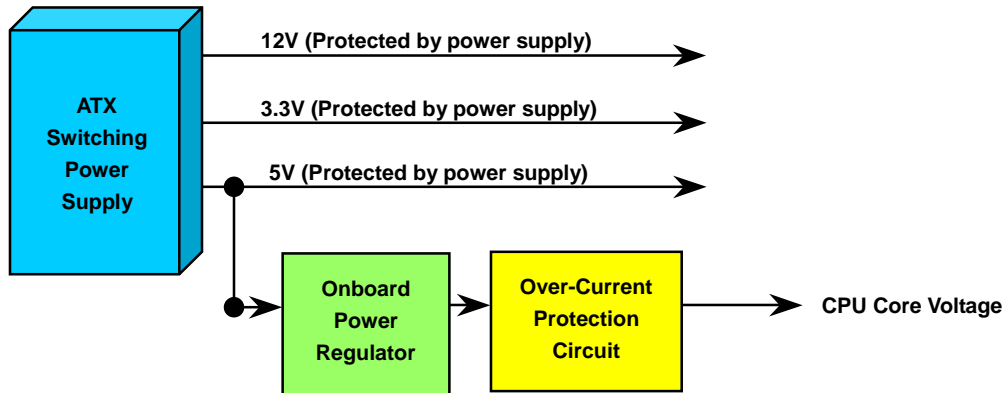 12V (Protected by power supply)
ATX
Switching
Power
Supply
3.3V (Protected by power supply)
5V (Protected by power supply)
Onboard
Power
Regulator
Over-Current
Protection
Circuit
CPU Core Voltage